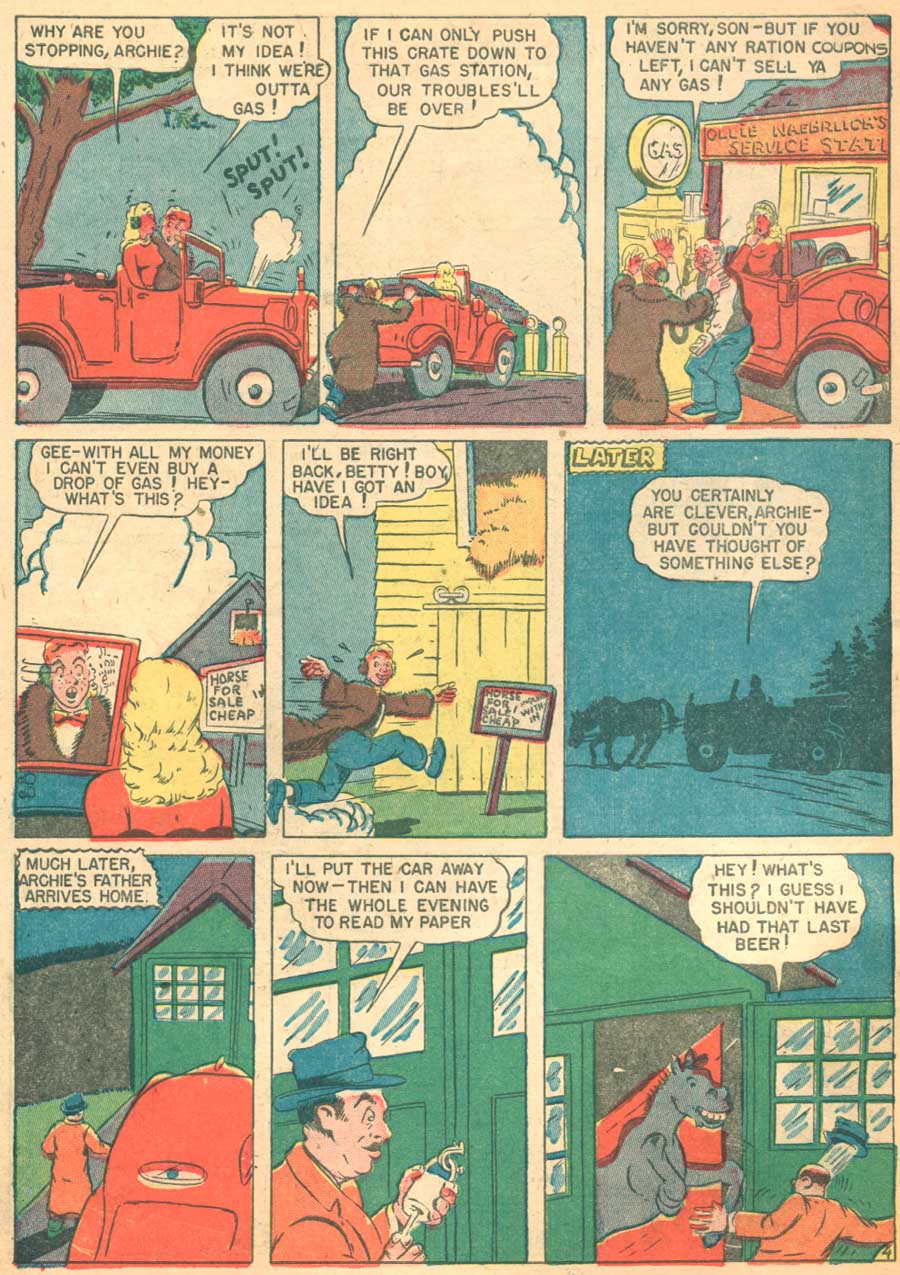 WHY ARE YOU
STOPPING, ARCHIE?
IT'S NOT
MY IDEA!
I THINK WE'RE
OUTTA
GAS!
SPUT!
SPUT!
IF I CAN ONLY PUSH
THIS CRATE DOWN TO
THAT GAS STATION,
OUR TROUBLES'LL
BE OVER!
I'M SORRY, SON-BUT IF YOU
HAVEN'T ANY RATION COUPONS
LEFT, I CAN'T SELL YA
ANY GAS!
GAS
OLLIE NAEBRLICH'S
SERVICE STATI
GEE-WITH ALL MY MONEY
I CAN'T EVEN BUY A
DROP OF GAS! HEY-
WHAT'S THIS?
HORSE
FOR
SALE
CHEAP
I'LL BE RIGHT
BACK, BETTY! BOY,
HAVE I GOT AN
IDEA!
HORSE
FOR
SALE!
CHEAP
LATER
YOU CERTAINLY
ARE CLEVER, ARCHIE-
BUT COULDN'T YOU
HAVE THOUGHT OF
SOMETHING ELSE?
MUCH LATER,
ARCHIE'S FATHER
ARRIVES HOME.
I'LL PUT THE CAR AWAY
NOW-THEN I CAN HAVE
THE WHOLE EVENING
TO READ MY PAPER
HEY! WHAT'S
THIS? I GUESS I
SHOULDN'T HAVE
HAD THAT LAST
BEER!
4